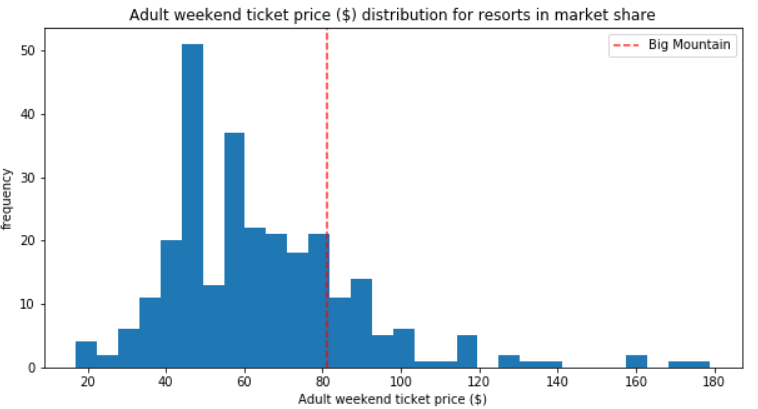 Adult weekend ticket price ($) distribution for resorts in market share
Big Mountain
50
40
30
20
10
0
frequency
20 40 60 80 100 120 140 160 180
Adult weekend ticket price ($)